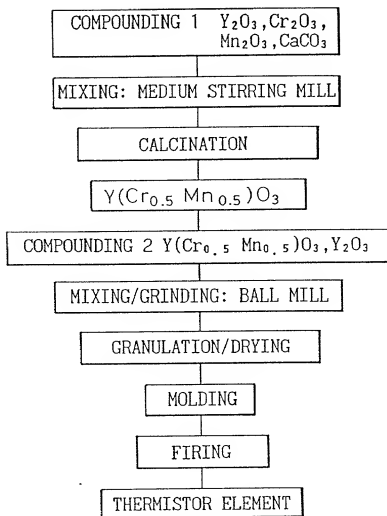 COMPOUNDING 1 Y₂O₃,Cr₂O₃,
Mn₂O₃,CaCO₃
MIXING: MEDIUM STIRRING MILL
CALCINATION
Y(Cr₀.₅ Mn₀.₅)O₃
COMPOUNDING 2 Y(Cr₀.₅ Mn₀.₅)O₃,Y₂O₃
MIXING/GRINDING: BALL MILL
GRANULATION/DRYING
MOLDING
FIRING
THERMISTOR ELEMENT